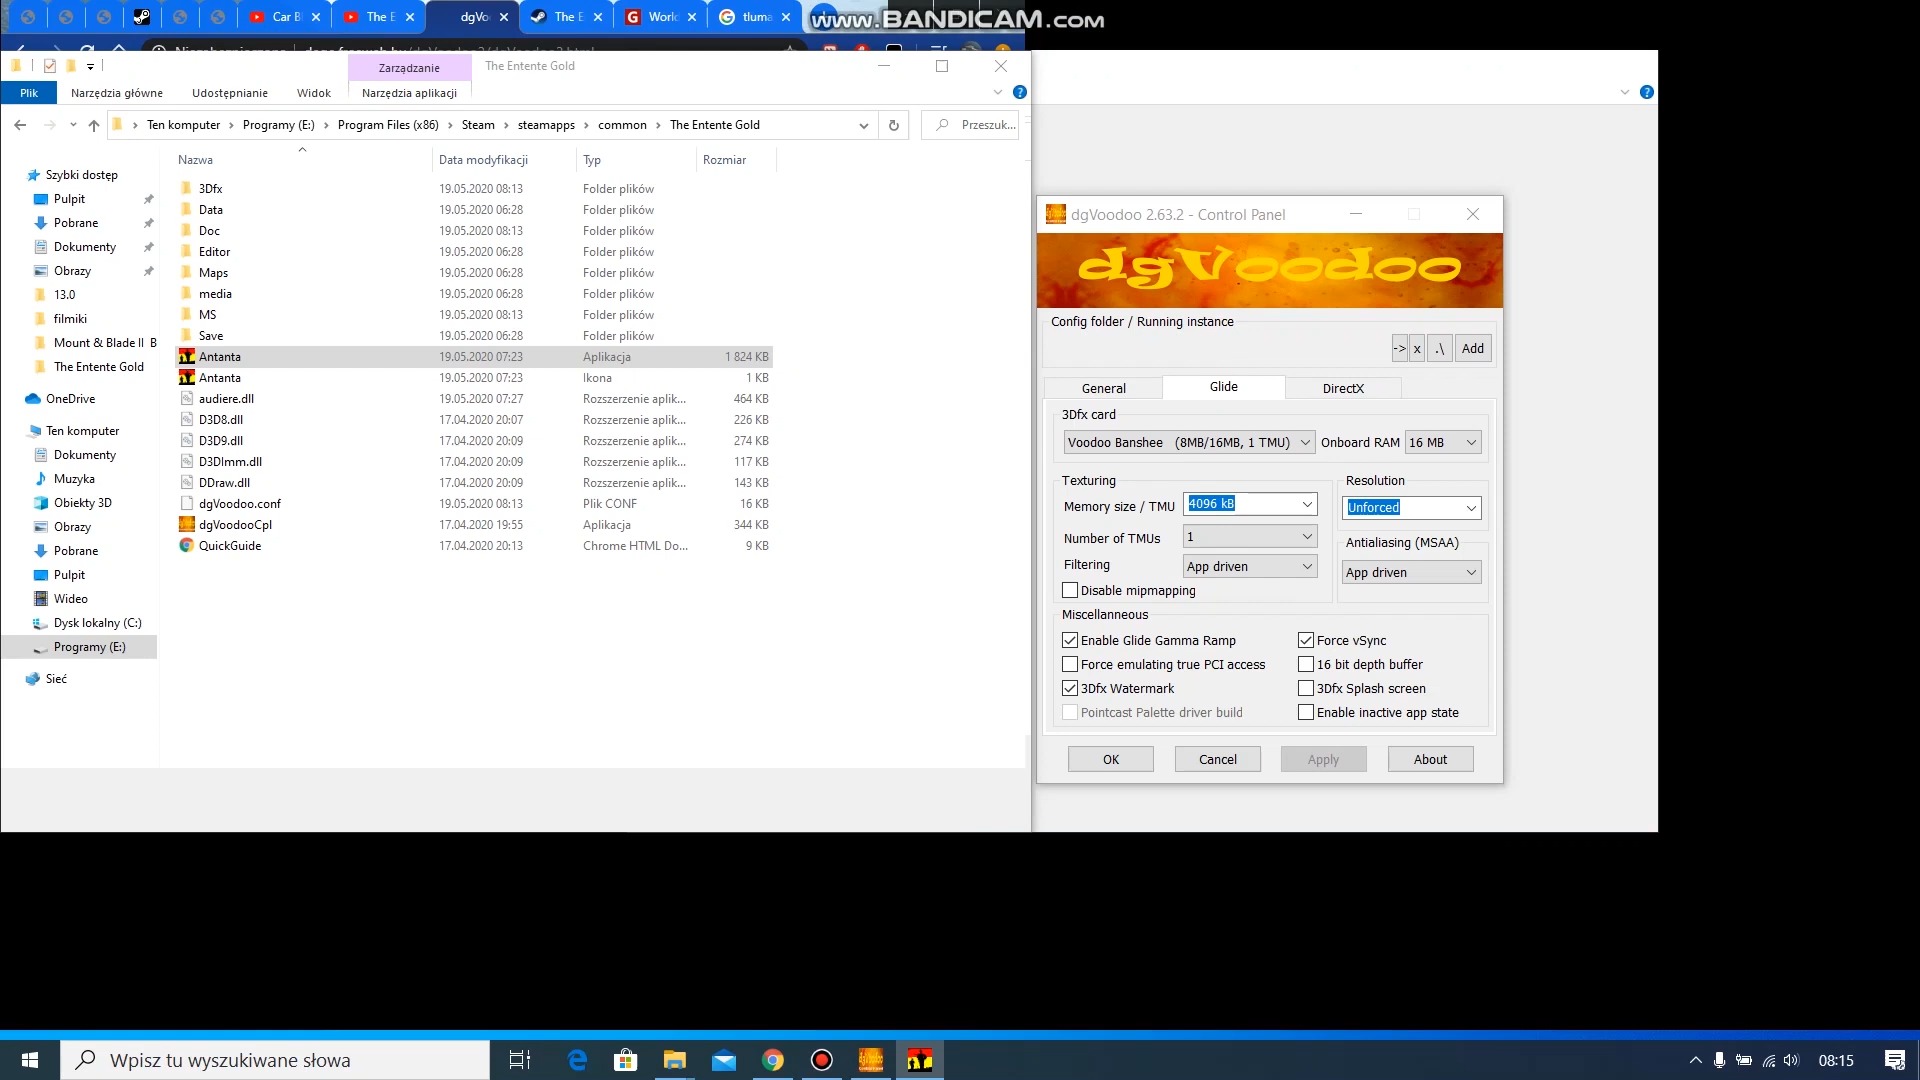 Car B
The E
dgVo
The E
World
tluma
www.BANDICAM.com
Zarządzanie
The Entente Gold
Plik
Narzędzia główne
Udostępnianie
Widok
Narzędzia aplikacji
Ten komputer
Programy (E:)
Program Files (x86)
Steam
steamapps
common
The Entente Gold
Przeszuk...
Nazwa
Data modyfikacji
Typ
Rozmiar
Szybki dostęp
Pulpit
Pobrane
Dokumenty
Obrazy
13.0
filmiki
Mount & Blade II B
The Entente Gold
OneDrive
Ten komputer
Dokumenty
Muzyka
Obiekty 3D
Obrazy
Pobrane
Pulpit
Wideo
Dysk lokalny (C:)
Programy (E:)
Sieć
3Dfx 19.05.2020 08:13 Folder plików
Data 19.05.2020 06:28 Folder plików
Doc 19.05.2020 08:13 Folder plików
Editor 19.05.2020 06:28 Folder plików
Maps 19.05.2020 06:28 Folder plików
media 19.05.2020 06:28 Folder plików
MS 19.05.2020 08:13 Folder plików
Save 19.05.2020 06:28 Folder plików
Antanta 19.05.2020 07:23 Aplikacja 1 824 KB
Antanta 19.05.2020 07:23 Ikona 1 KB
audiere.dll 19.05.2020 07:27 Rozszerzenie aplik... 464 KB
D3D8.dll 17.04.2020 20:07 Rozszerzenie aplik... 226 KB
D3D9.dll 17.04.2020 20:09 Rozszerzenie aplik... 274 KB
D3DImm.dll 17.04.2020 20:09 Rozszerzenie aplik... 117 KB
DDraw.dll 17.04.2020 20:09 Rozszerzenie aplik... 143 KB
dgVoodoo.conf 19.05.2020 08:13 Plik CONF 16 KB
dgVoodooCpl 17.04.2020 19:55 Aplikacja 344 KB
QuickGuide 17.04.2020 20:13 Chrome HTML Do... 9 KB
dgVoodoo 2.63.2 - Control Panel
dgVoodoo
Config folder / Running instance
-> x .\ Add
General
Glide
DirectX
3Dfx card
Voodoo Banshee (8MB/16MB, 1 TMU)
Onboard RAM
16 MB
Texturing
Memory size / TMU
4096 kB
Number of TMUs
1
Filtering
App driven
Disable mipmapping
Resolution
Unforced
Antialiasing (MSAA)
App driven
Miscellaneous
Enable Glide Gamma Ramp
Force vSync
Force emulating true PCI access
16 bit depth buffer
3Dfx Watermark
3Dfx Splash screen
Pointcast Palette driver build
Enable inactive app state
OK
Cancel
Apply
About
Wpisz tu wyszukiwane słowa
08:15